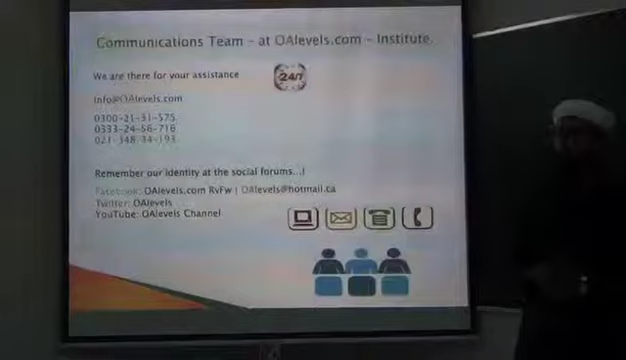 Communications Team - at OAlevels.com - Institute.
We are there for your assistance
24/7
Info@OAlevels.com
0300-21-31-575
0333-24-56-716
021-348-34-193
Remember our identity at the social forums...!
Facebook: OAlevels.com RvFw | OAlevels@hotmail.ca
Twitter: OAlevels
YouTube: OAlevels Channel